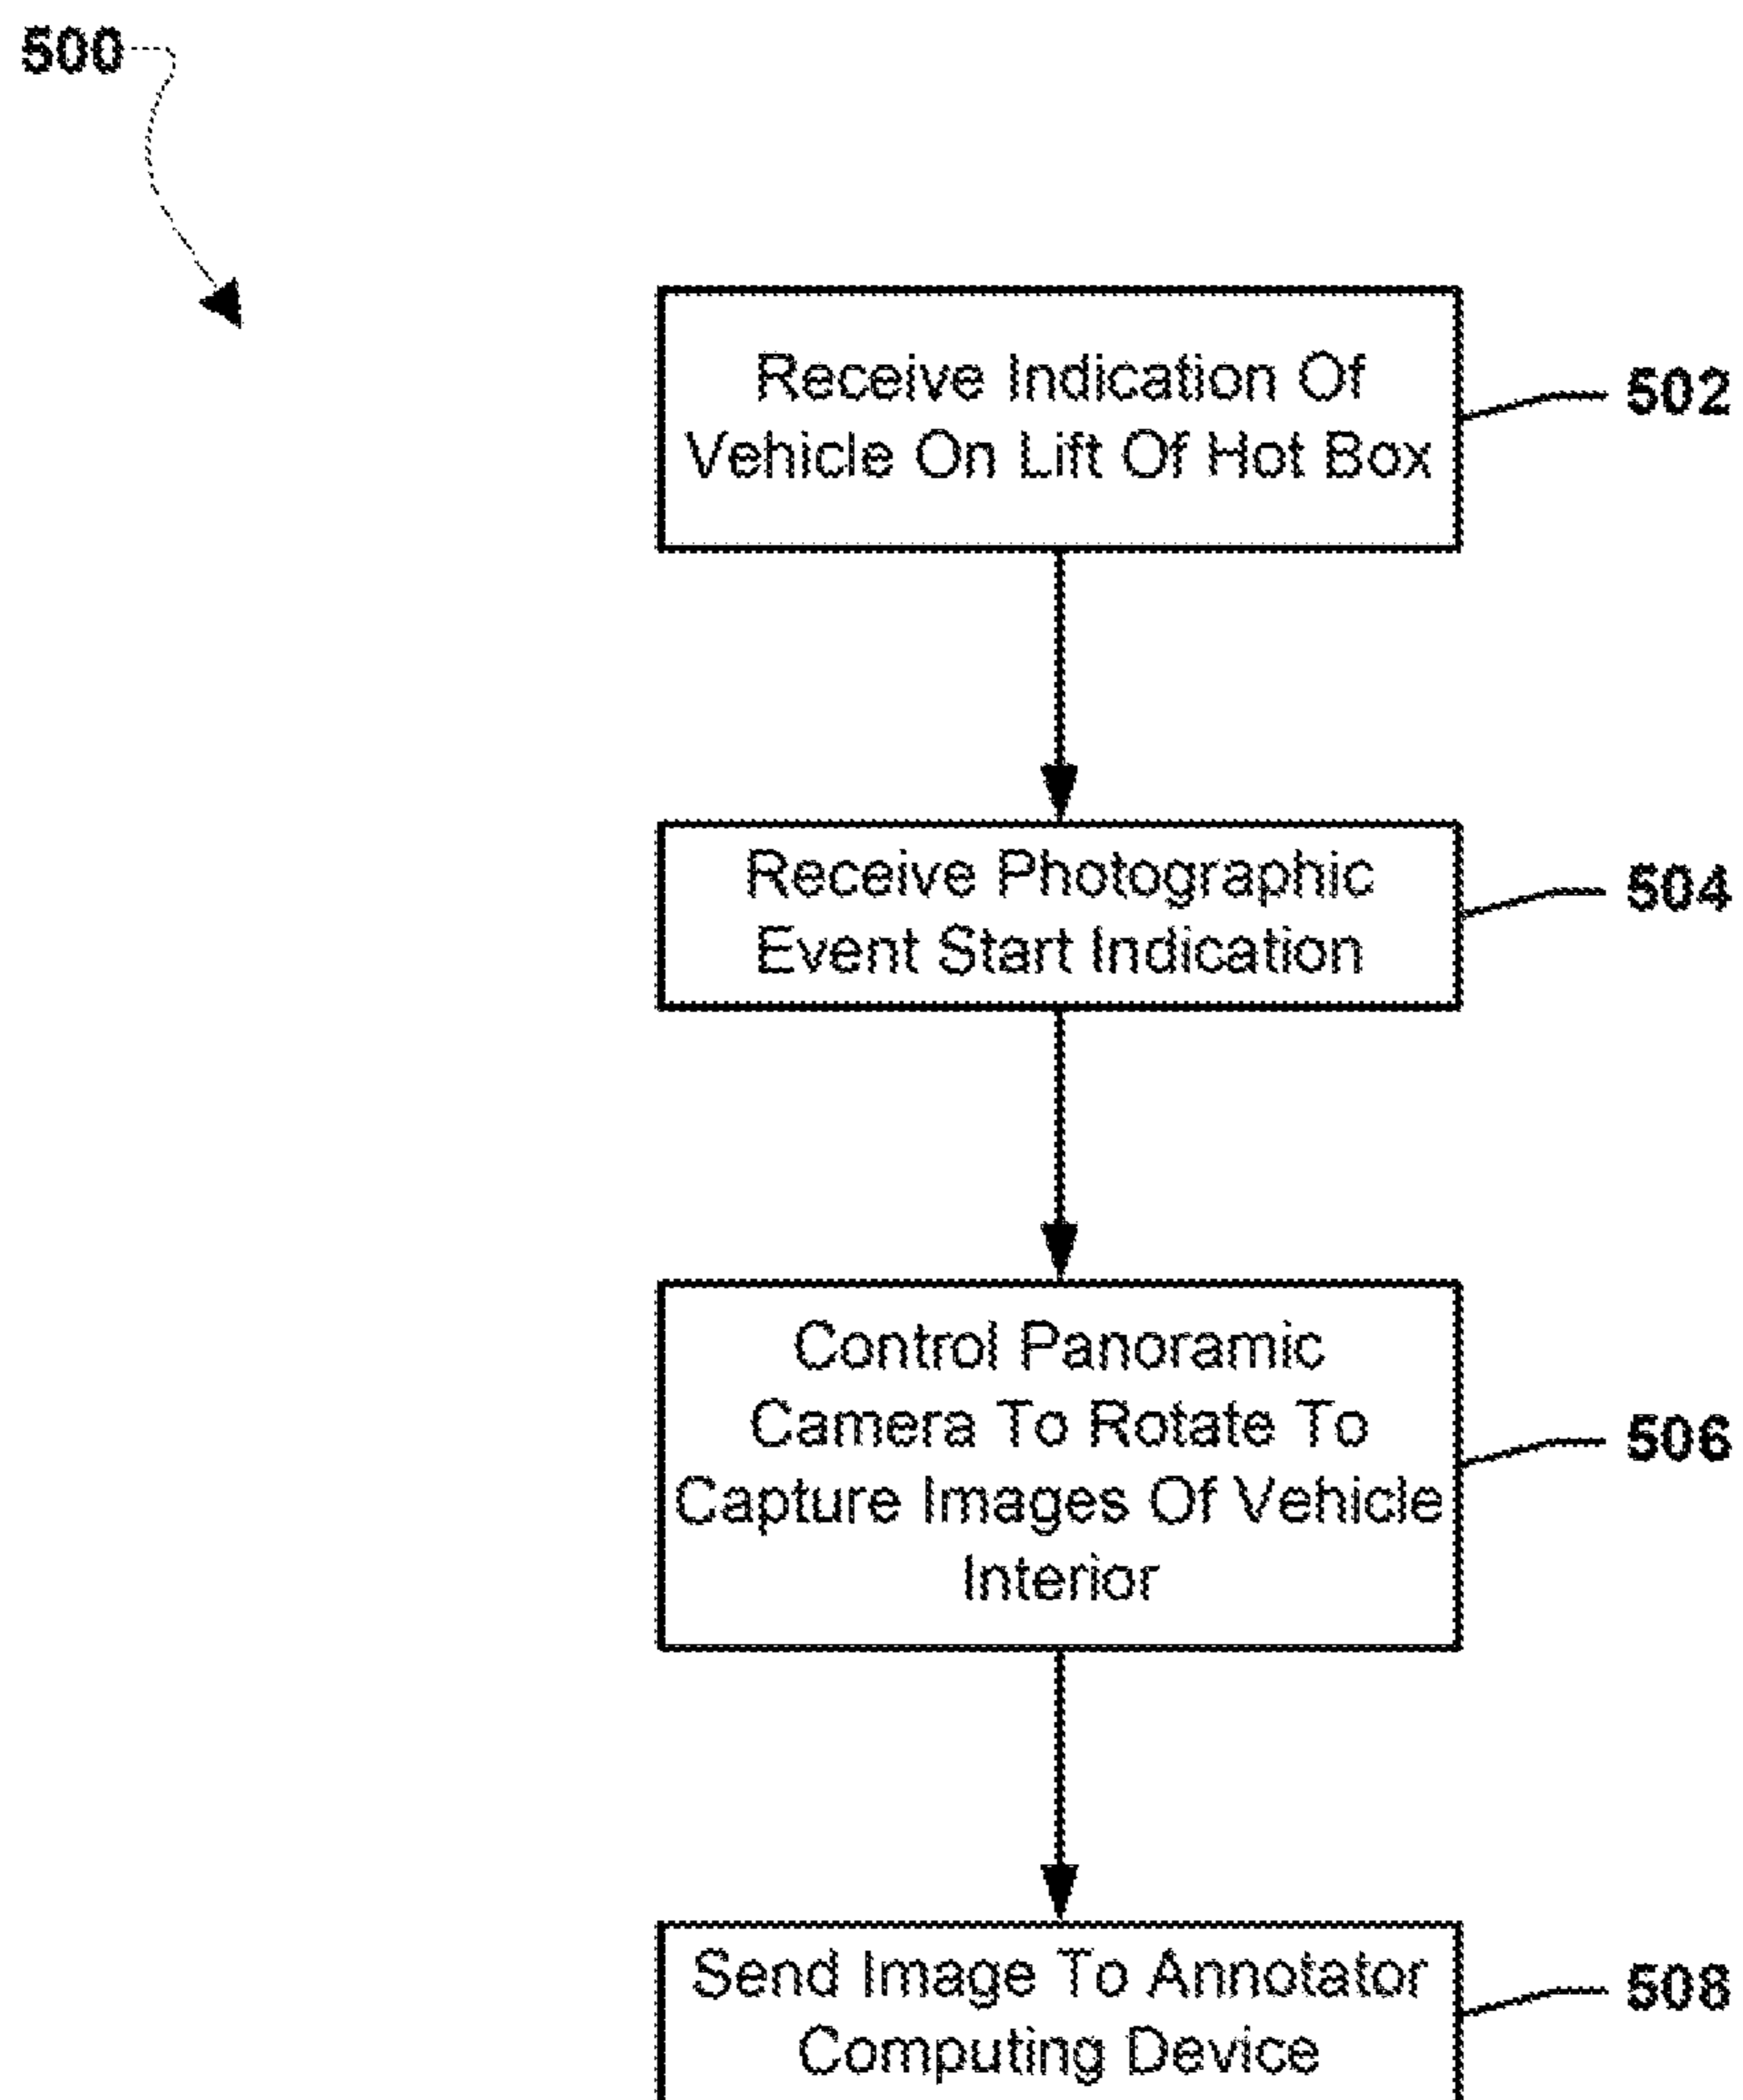 500
Receive Indication Of
Vehicle On Lift Of Hot Box
502
Receive Photographic
Event Start Indication
504
Control Panoramic
Camera To Rotate To
Capture Images Of Vehicle
Interior
506
Send Image To Annotator
Computing Device
508